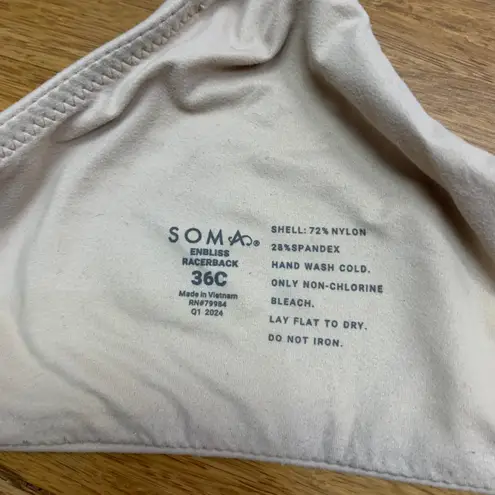 SOMA®
ENBLISS
RACERBACK
36C
Made in Vietnam
RN#79984
Q1 2024
SHELL: 72% NYLON
28%SPANDEX
HAND WASH COLD.
ONLY NON-CHLORINE
BLEACH.
LAY FLAT TO DRY.
DO NOT IRON.